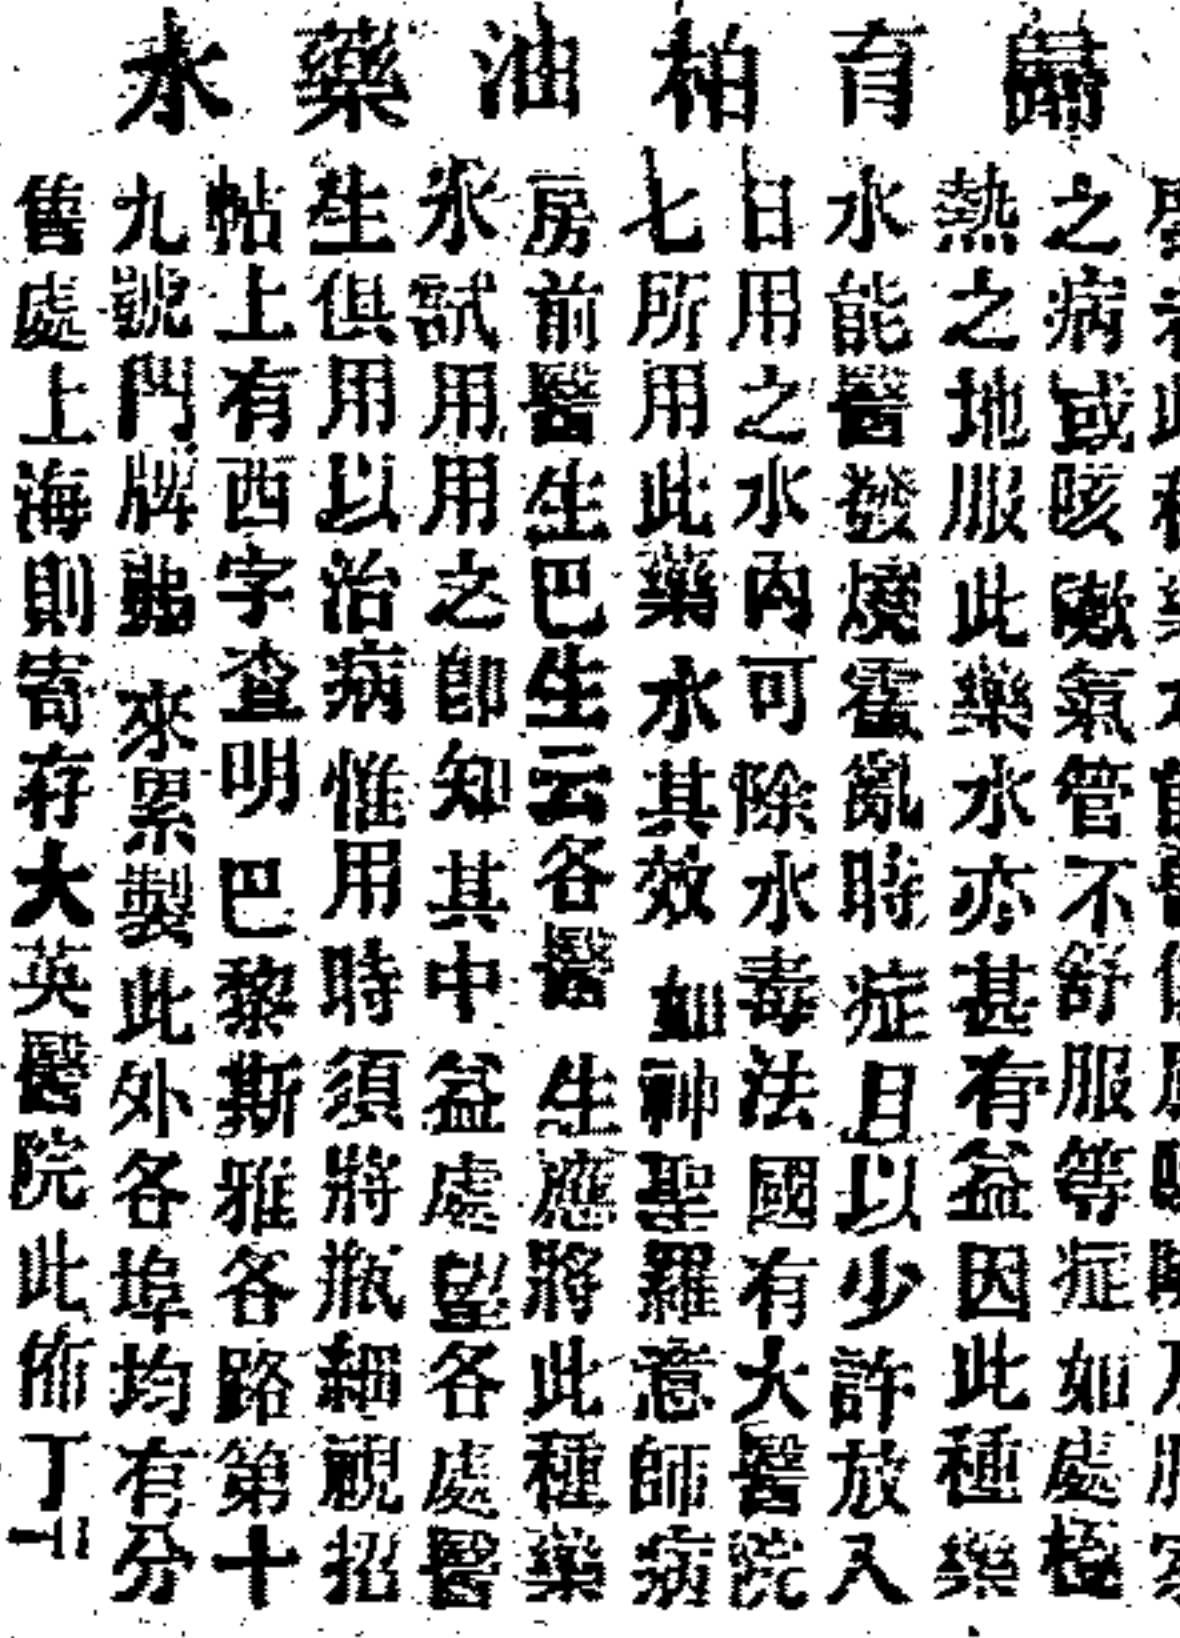 歸育柏油藥水
之病或咳嗽氣管不舒服等症如處極
熱之地服此藥水亦甚有益因此種藥
水能醫發燒霍亂時症且以少許放入
日用之水內可除水毒法國有大醫院
七所用此藥水其效如神聖羅意師病
房前醫生巴生云各醫生應將此種藥
水試用用之卽知其中益處望各處醫
生俱用以治病惟用時須將瓶細視招
帖上有西字查明巴黎斯雅各路第十
九號門牌弗來累製此外各埠均有分
售處上海則寄存大英醫院此佈